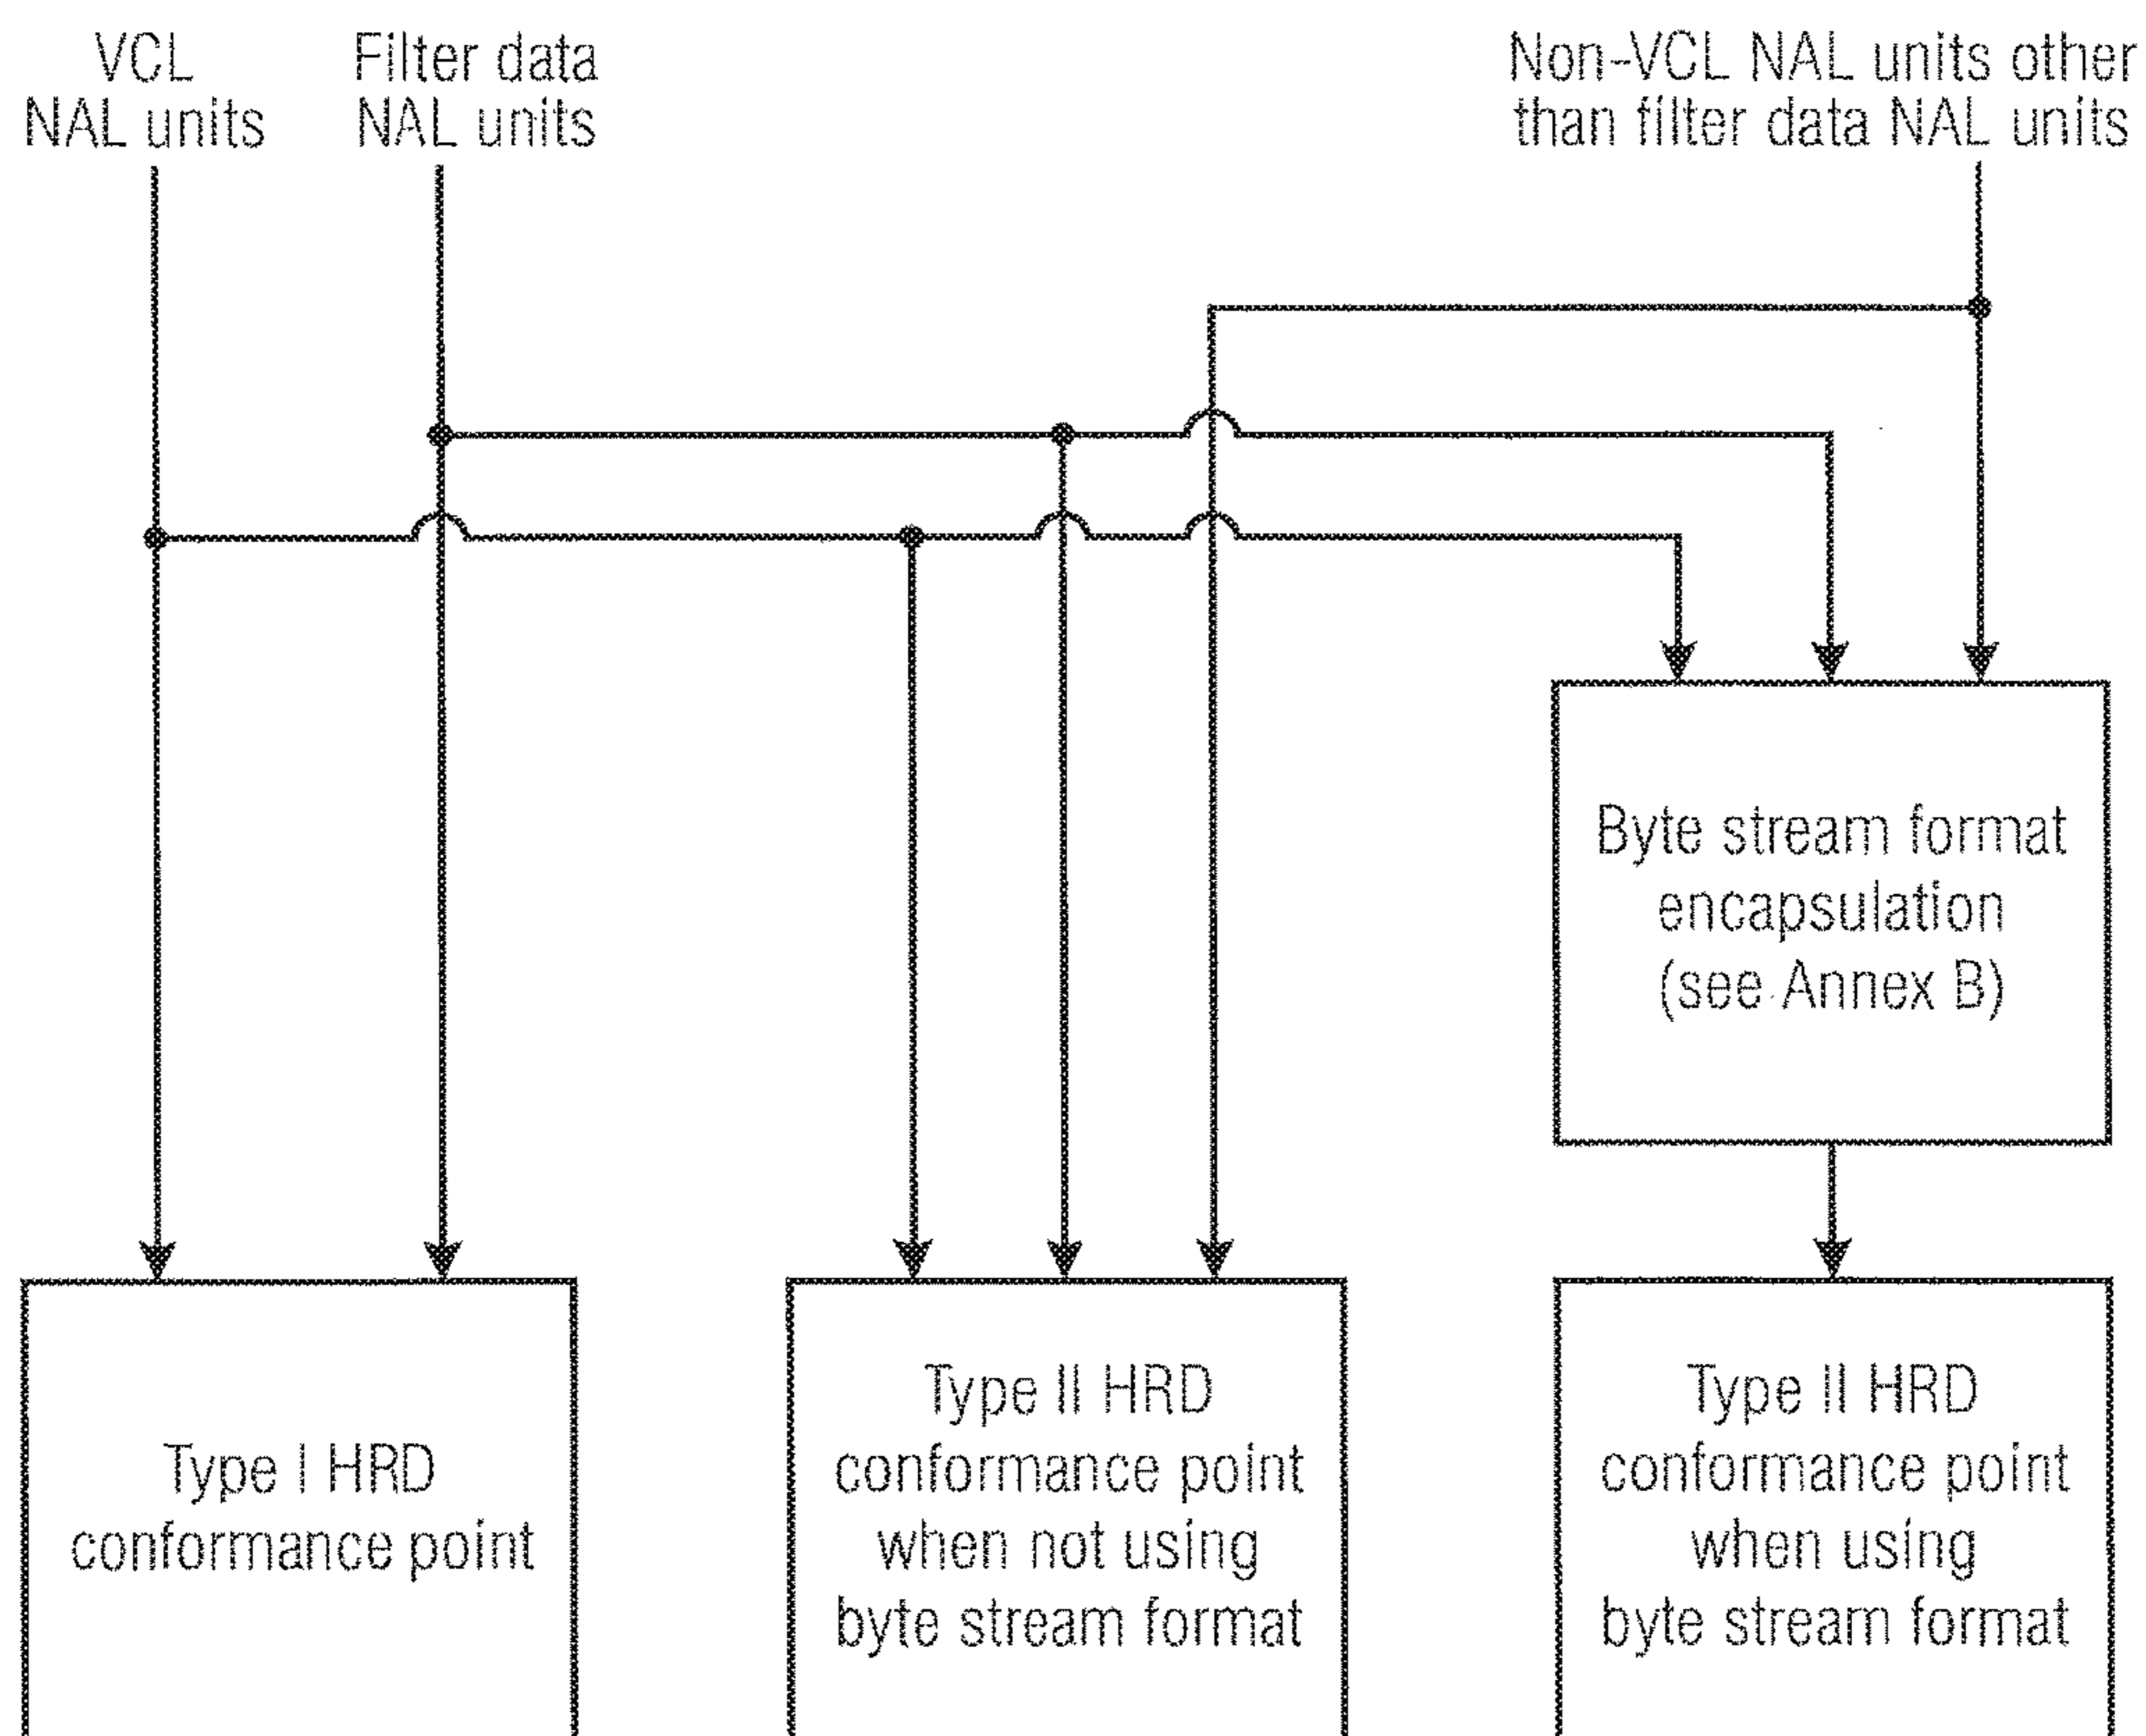 VCL
NAL units
Filter data
NAL units
Non-VCL NAL units other
than filter data NAL units
Byte stream format
encapsulation
(see Annex B)
Type I HRD
conformance point
Type II HRD
conformance point
when not using
byte stream format
Type II HRD
conformance point
when using
byte stream format